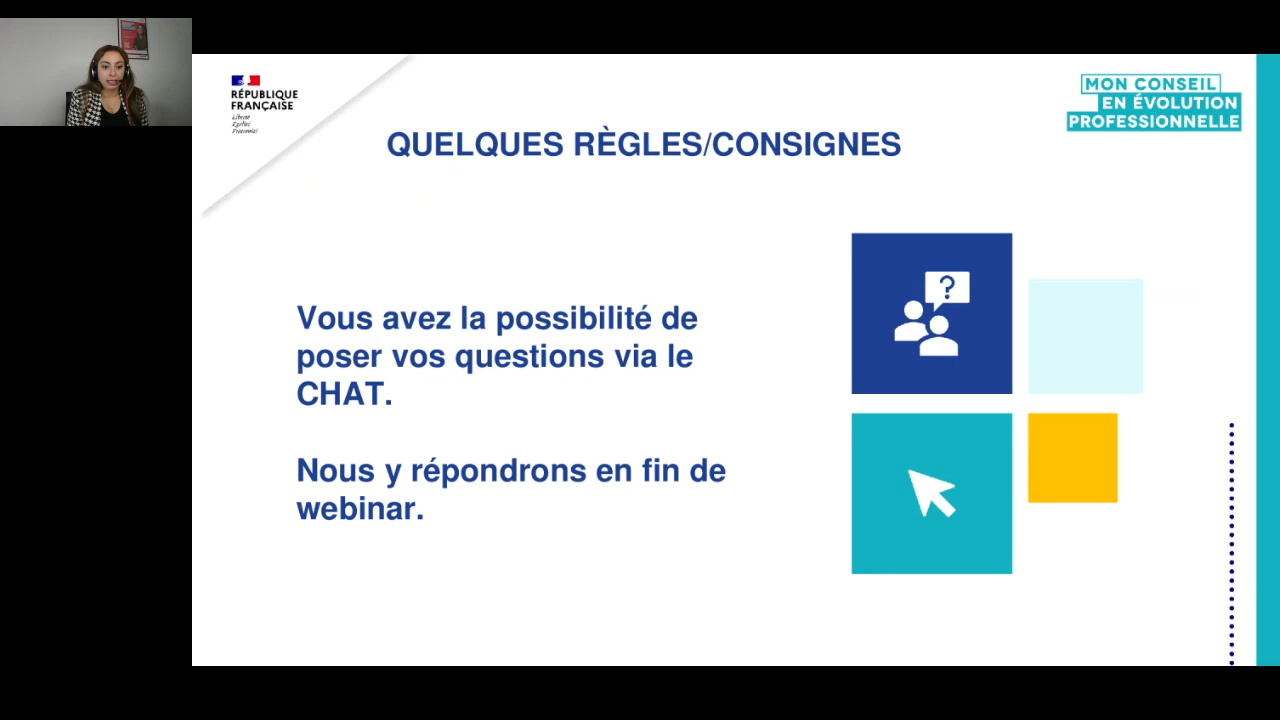 RÉPUBLIQUE
FRANÇAISE
Liberté
Égalité
Fraternité
MON CONSEIL
EN ÉVOLUTION
PROFESSIONNELLE
QUELQUES RÈGLES/CONSIGNES
?
Vous avez la possibilité de
poser vos questions via le
CHAT.
Nous y répondrons en fin de
webinar.